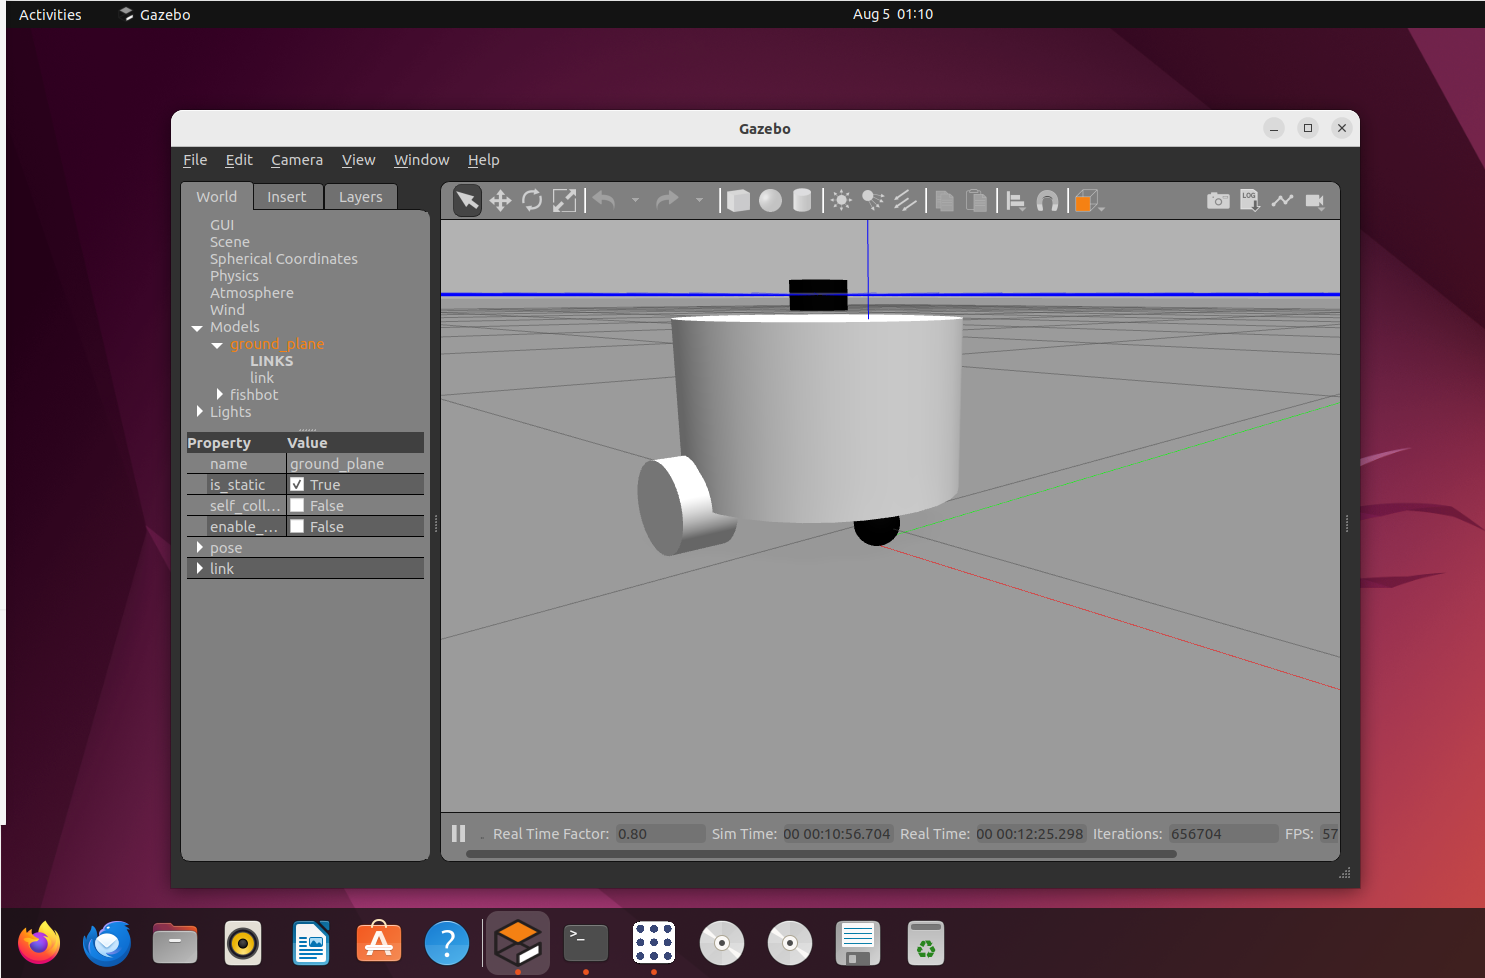 Activities Gazebo Aug 5 01:10
Gazebo
File Edit Camera View Window Help
World Insert Layers
LOG
GUI
Scene
Spherical Coordinates
Physics
Atmosphere
Wind
Models
ground_plane
LINKS
link
fishbot
Lights
Property Value
name ground_plane
is_static True
self_coll... False
enable_... False
pose
link
Real Time Factor: 0.80 Sim Time: 00 00:10:56.704 Real Time: 00 00:12:25.298 Iterations: 656704 FPS: 57
>_
?